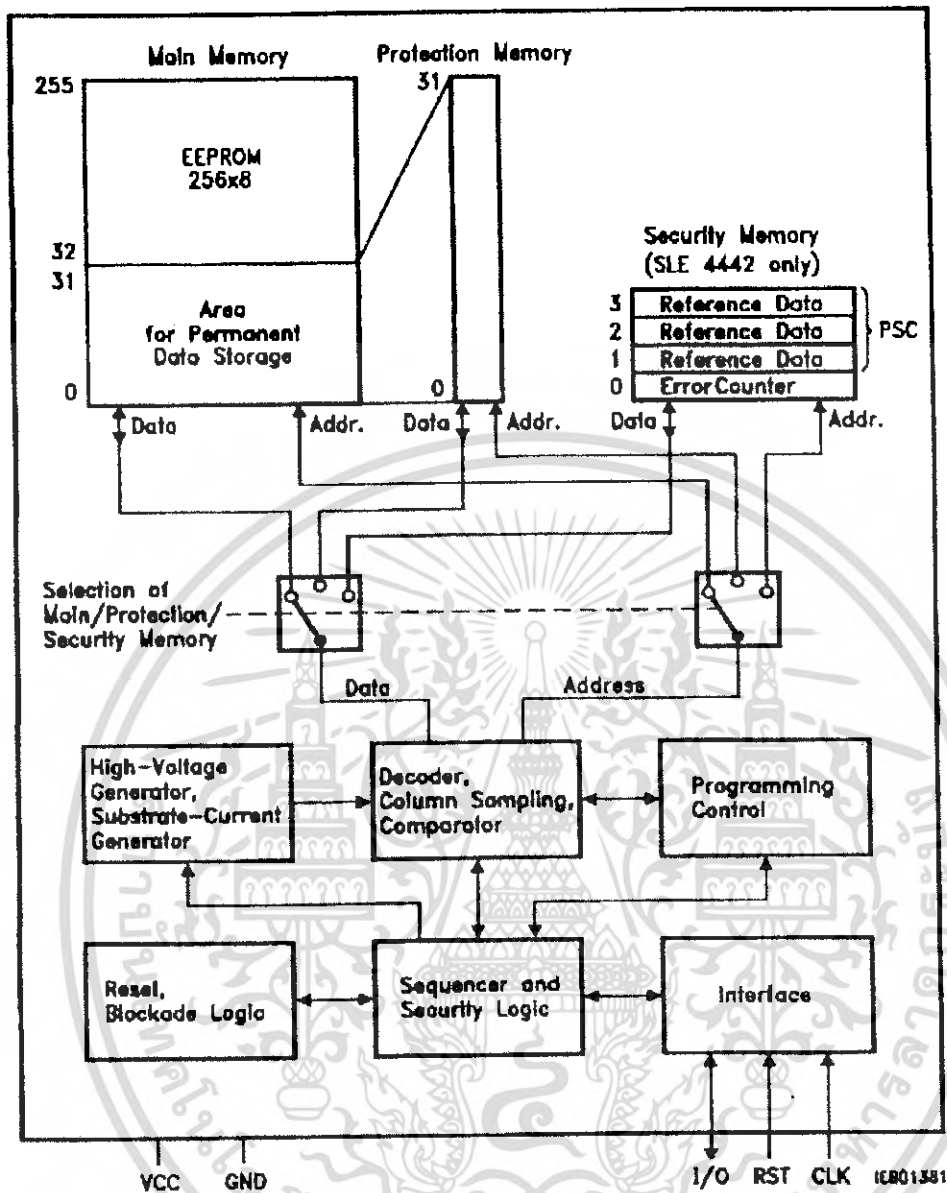 Main Memory
Protection Memory
255
31
EEPROM
256x8
32
31
Area
for Permanent
Data Storage
0
0
Security Memory
(SLE 4442 only)
3 Reference Data
2 Reference Data
1 Reference Data
0 ErrorCounter
PSC
Data
Addr.
Data
Addr.
Data
Addr.
Selection of
Main/Protection/
Security Memory
Data
Address
High-Voltage
Generator,
Substrate-Current
Generator
Decoder,
Column Sampling,
Comparator
Programming
Control
Reset,
Blockade Logic
Sequencer and
Security Logic
Interface
VCC
GND
I/O
RST
CLK
IEB01381